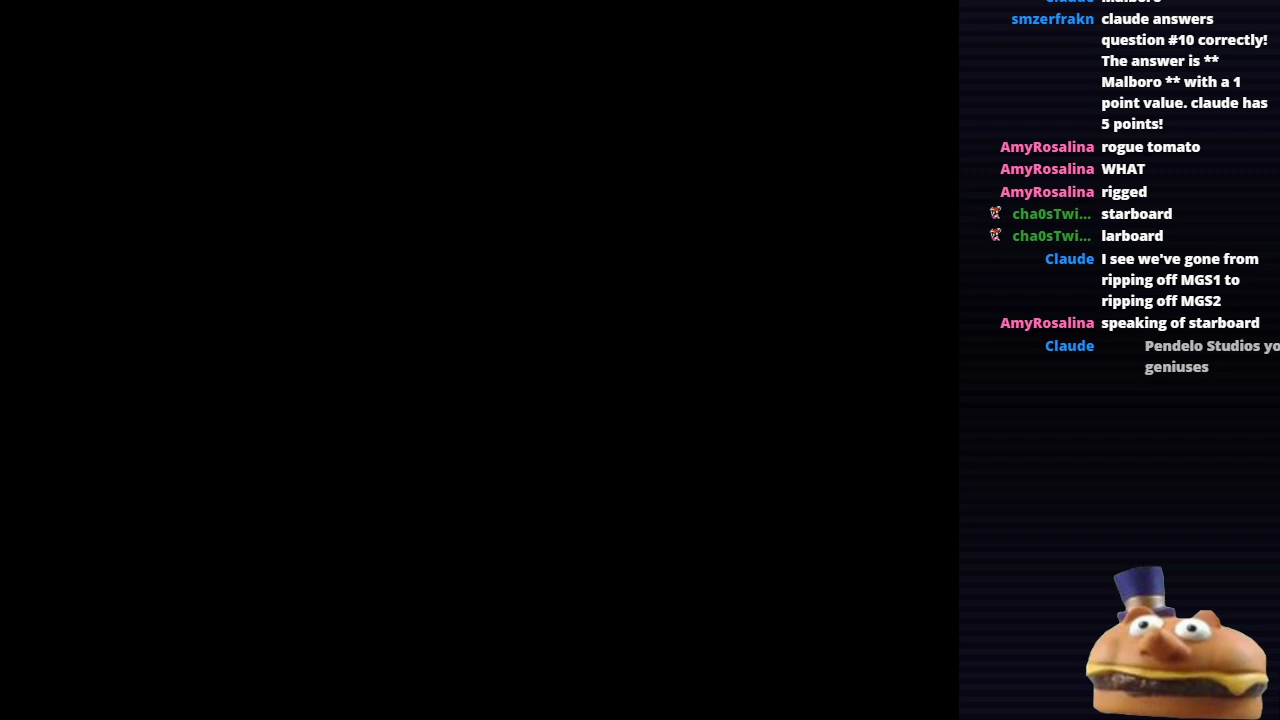 smzerfrakn claude answers
question #10 correctly!
The answer is **
Malboro ** with a 1
point value. claude has
5 points!
AmyRosalina rogue tomato
AmyRosalina WHAT
AmyRosalina rigged
cha0sTwi... starboard
cha0sTwi... larboard
Claude I see we've gone from
ripping off MGS1 to
ripping off MGS2
AmyRosalina speaking of starboard
Claude Pendelo Studios yo
geniuses